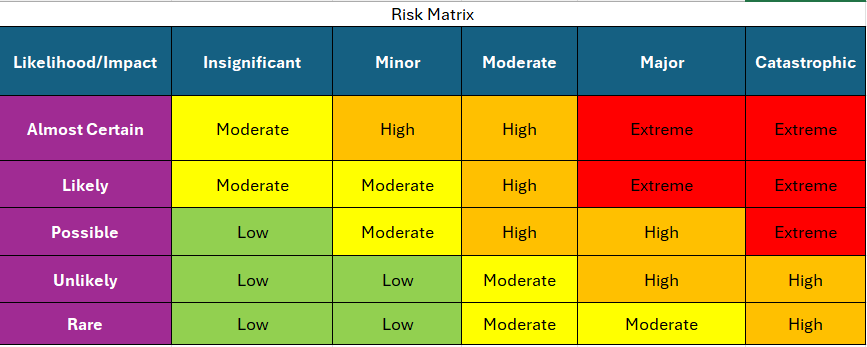 Risk Matrix
Likelihood/Impact Insignificant Minor Moderate Major Catastrophic
Almost Certain Moderate High High Extreme Extreme
Likely Moderate Moderate High Extreme Extreme
Possible Low Moderate High High Extreme
Unlikely Low Low Moderate High High
Rare Low Low Moderate Moderate High